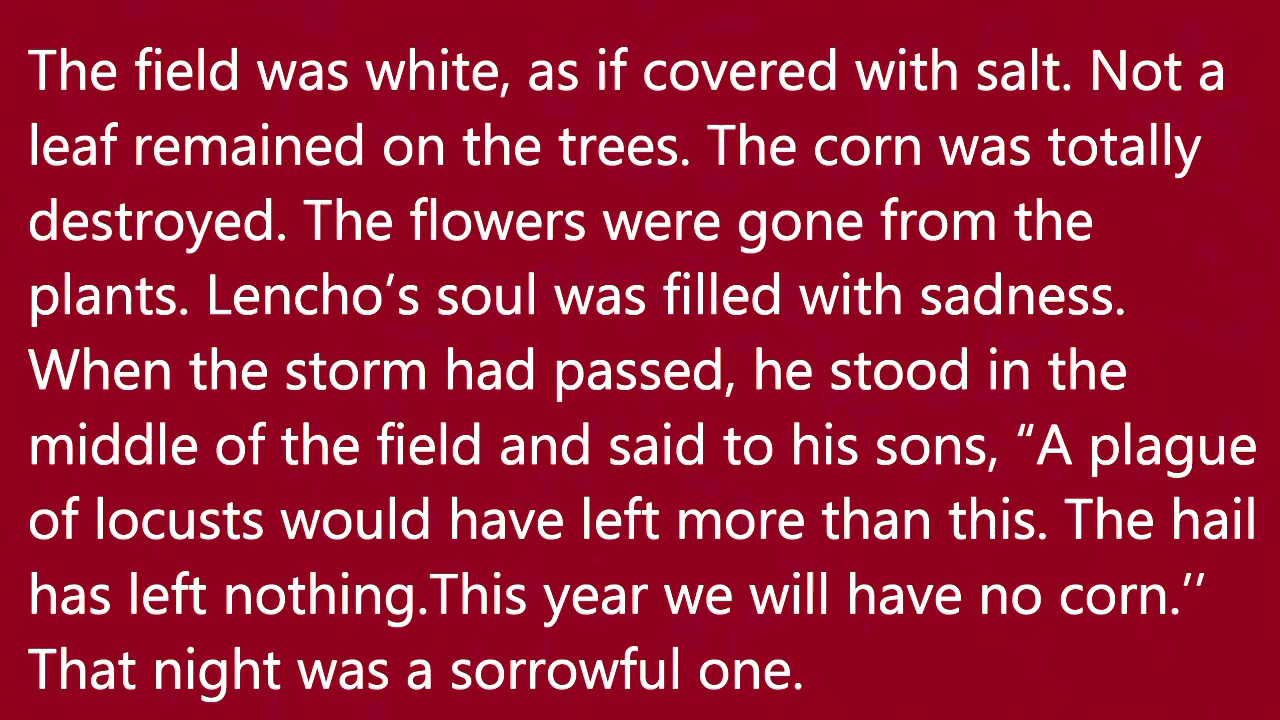 The field was white, as if covered with salt. Not a
leaf remained on the trees. The corn was totally
destroyed. The flowers were gone from the
plants. Lencho’s soul was filled with sadness.
When the storm had passed, he stood in the
middle of the field and said to his sons, “A plague
of locusts would have left more than this. The hail
has left nothing.This year we will have no corn.’’
That night was a sorrowful one.